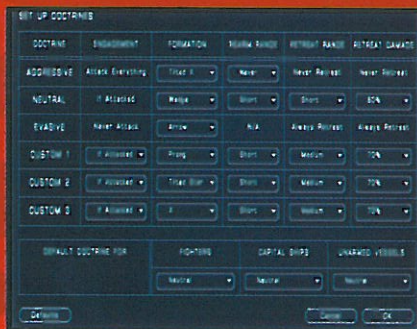 SET UP DOCTRINES
DOCTRINE ENGAGEMENT FORMATION REARM RANGE RETREAT RANGE RETREAT DAMAGE
AGGRESSIVE Attack Everything Tilted X Never Never Retreat Never Retreat
NEUTRAL If Attacked Wedge Short Short 50%
EVASIVE Never Attack Arrow N/A Always Retreat Always Retreat
CUSTOM 1 If Attacked Prong Short Medium 70%
CUSTOM 2 If Attacked Tilted Star Short Medium 70%
CUSTOM 3 If Attacked X Short Medium 70%
DEFAULT DOCTRINE FOR FIGHTERS CAPITAL SHIPS UNARMED VESSELS
Neutral Neutral Neutral
Defaults Cancel OK